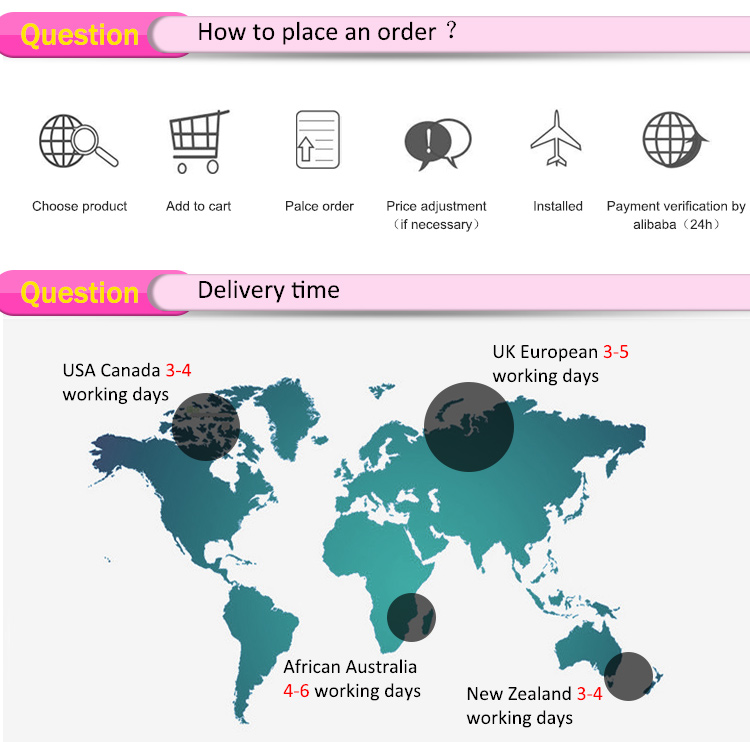 Question How to place an order？
Choose product Add to cart Palce order Price adjustment Installed Payment verification by
（if necessary） alibaba（24h）
Question Delivery time
UK European 3-5
working days
USA Canada 3-4
working days
African Australia
4-6 working days
New Zealand 3-4
working days